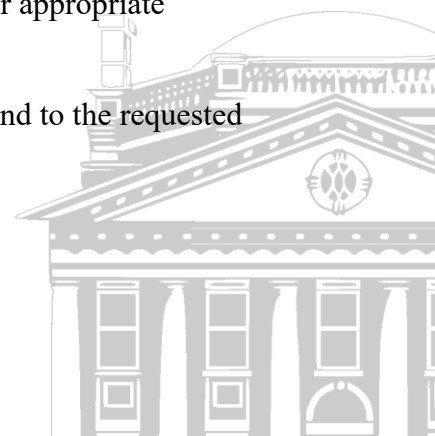 r appropriate
nd to the requested